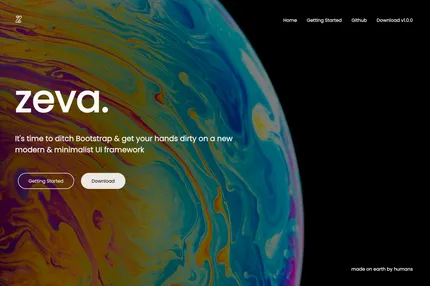 Z
Home Getting Started Github Download v1.0.0
zeva.
It's time to ditch Bootstrap & get your hands dirty on a new
modern & minimalist UI framework
Getting Started Download
made on earth by humans